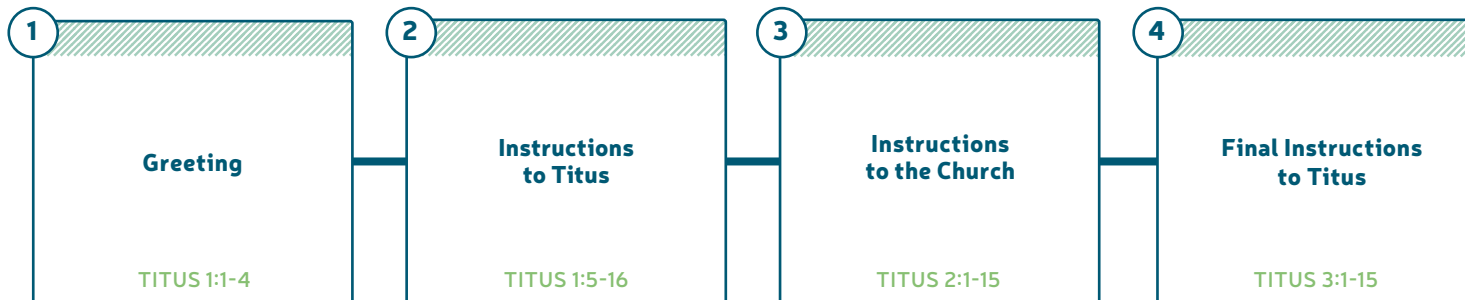 1
Greeting
TITUS 1:1-4
2
Instructions
to Titus
TITUS 1:5-16
3
Instructions
to the Church
TITUS 2:1-15
4
Final Instructions
to Titus
TITUS 3:1-15